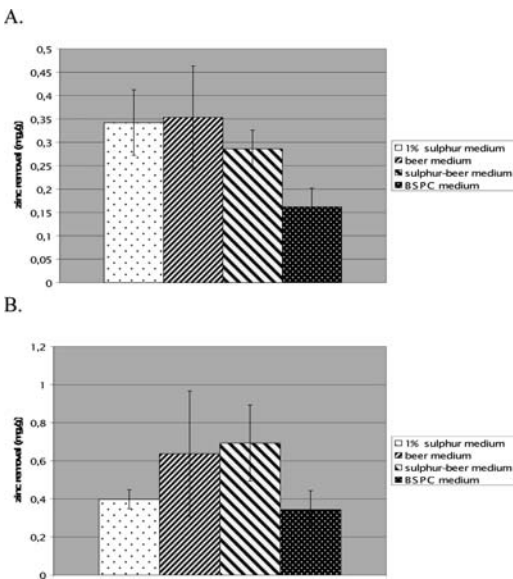 A.
0,5
0,45
0,4
0,35
0,3
0,25
0,2
0,15
0,1
0,05
0
zinc removal (mg/g)
1% sulphur medium
beer medium
sulphur-beer medium
BSPC medium
B.
1,2
1
0,8
0,6
0,4
0,2
0
zinc removal (mg/g)
1% sulphur medium
beer medium
sulphur-beer medium
BSPC medium